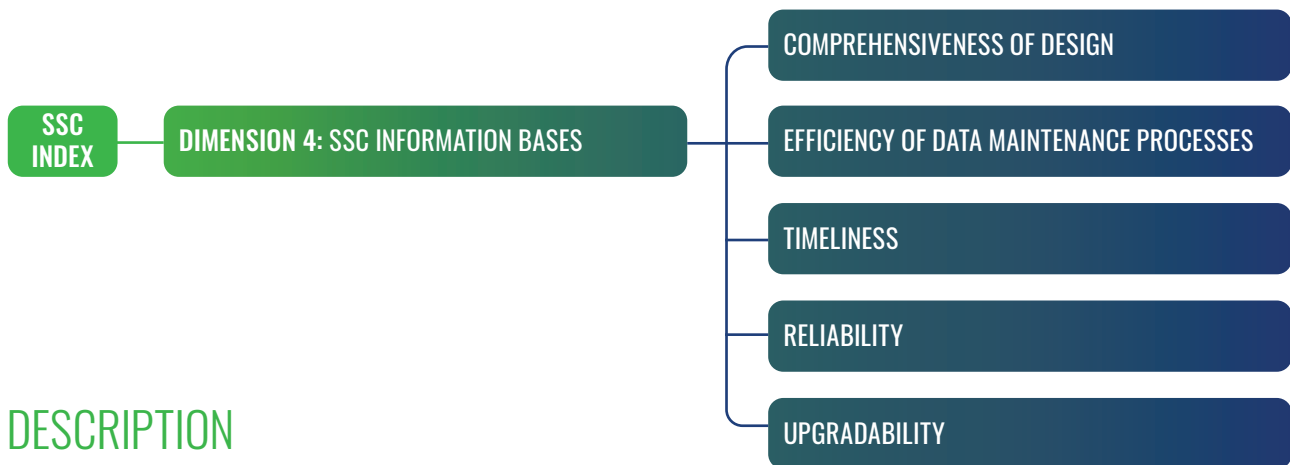 SSC
INDEX
DIMENSION 4: SSC INFORMATION BASES
COMPREHENSIVENESS OF DESIGN
EFFICIENCY OF DATA MAINTENANCE PROCESSES
TIMELINESS
RELIABILITY
UPGRADABILITY
DESCRIPTION